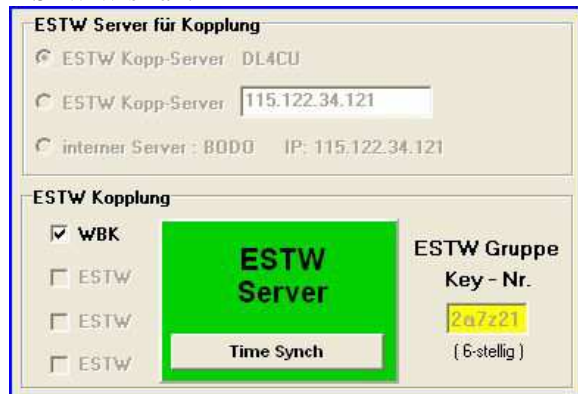 ESTW Server für Kopplung
ESTW Kopp-Server DL4CU
ESTW Kopp-Server 115.122.34.121
interner Server : BODO IP: 115.122.34.121
ESTW Kopplung
WBK
ESTW
ESTW
ESTW
ESTW
Server
Time Synch
ESTW Gruppe
Key - Nr.
2a7z21
( 6-stellig )